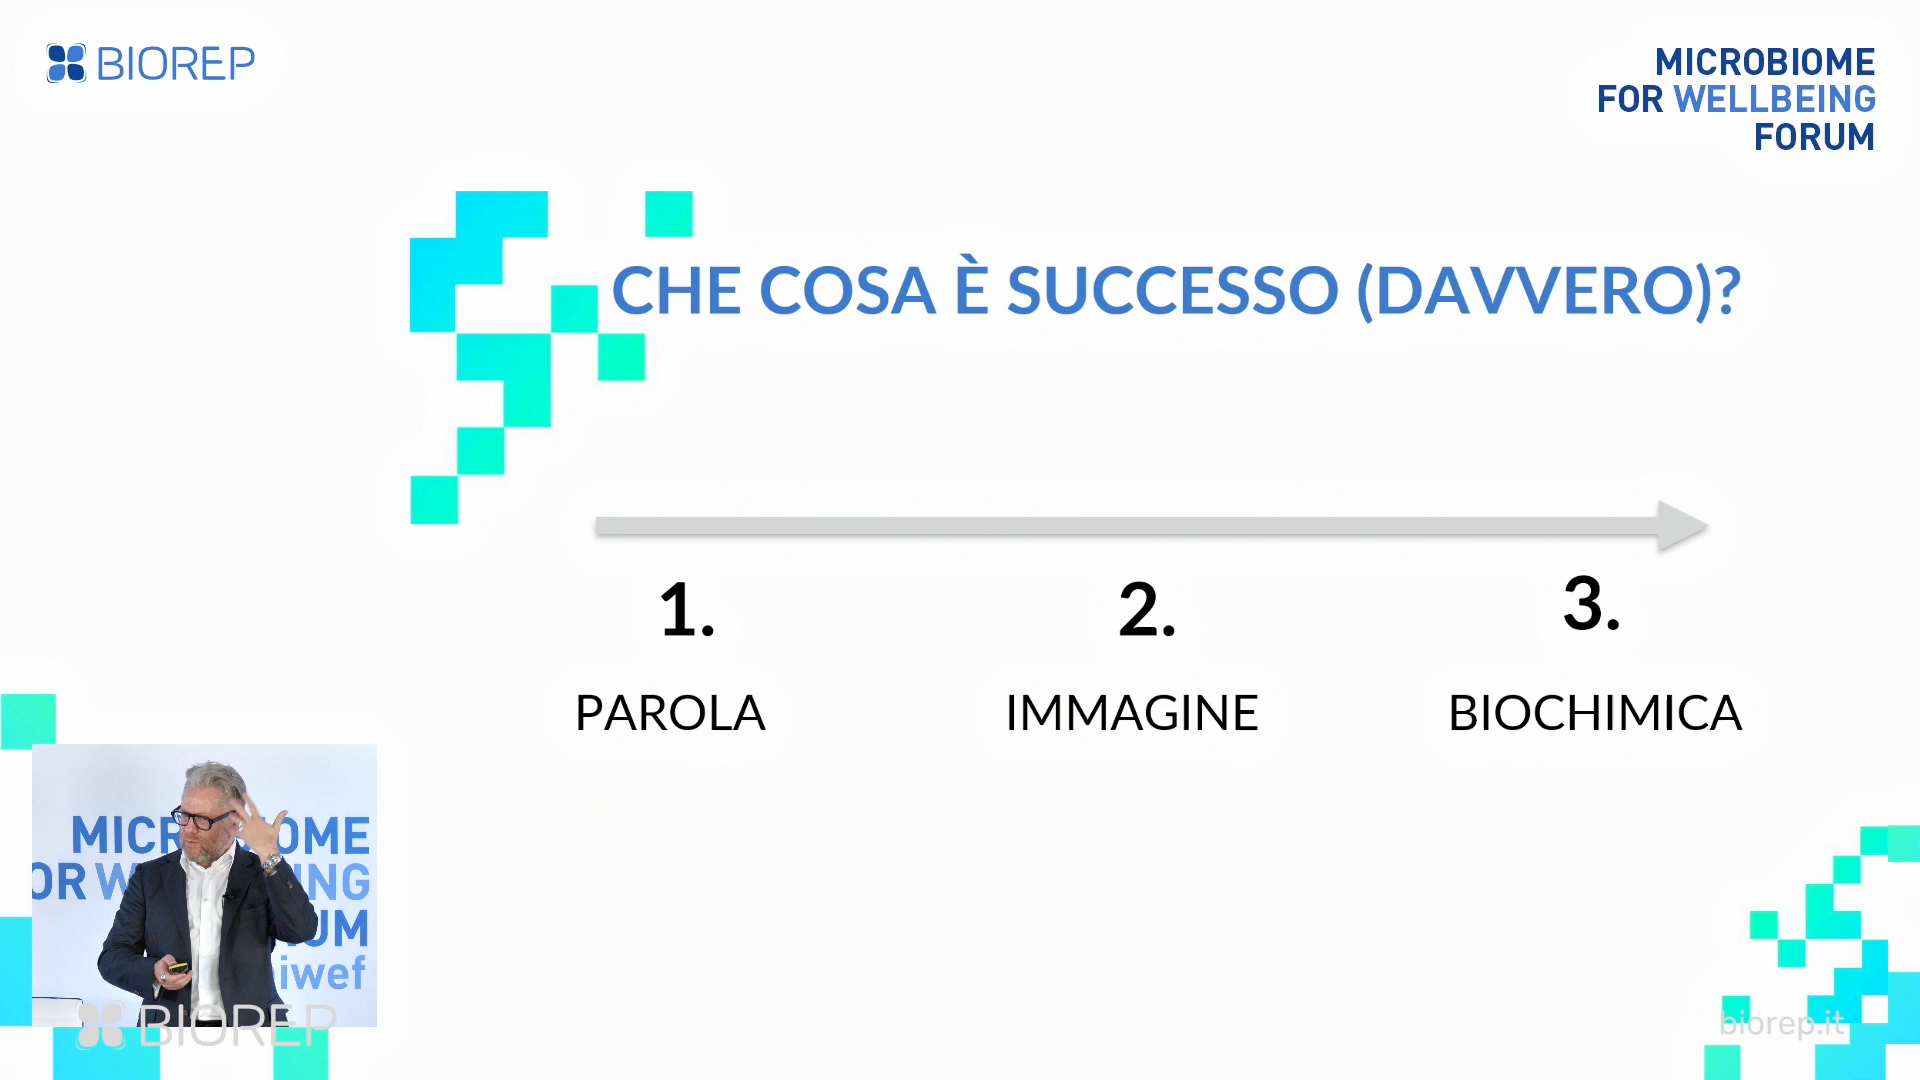 BIOREP
MICROBIOME
FOR WELLBEING
FORUM
CHE COSA È SUCCESSO (DAVVERO)?
1.
2.
3.
PAROLA
IMMAGINE
BIOCHIMICA
BIOREP
biorep.it